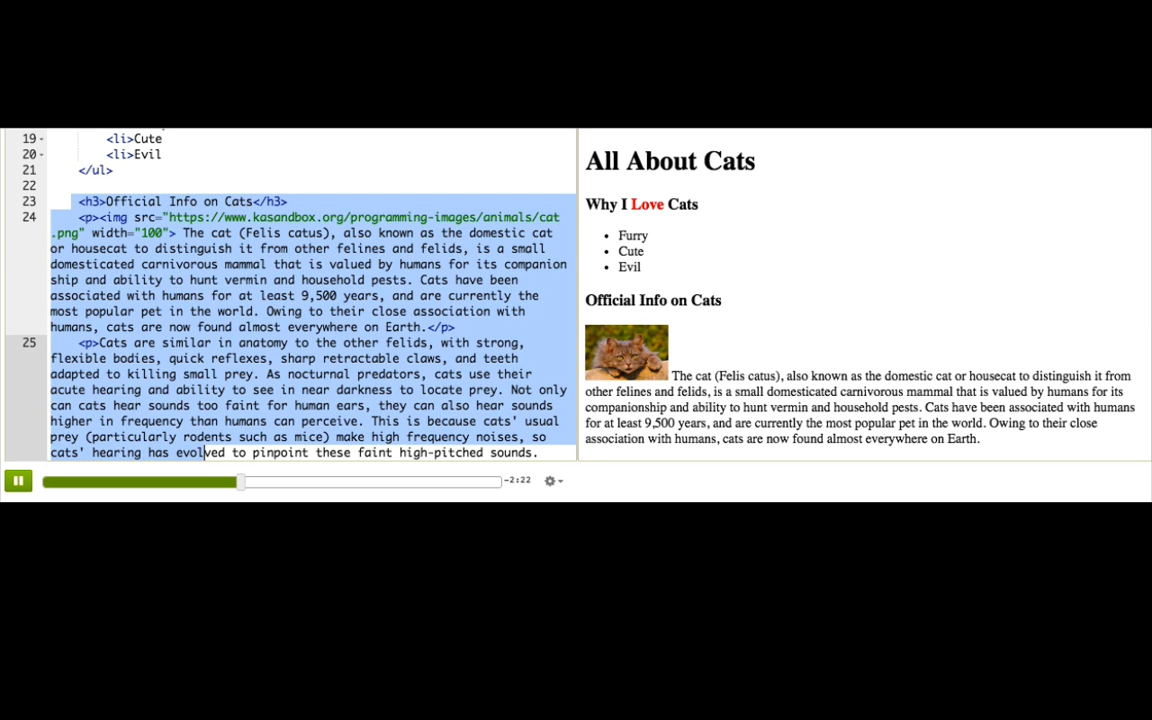 19
<li>Cute
20
<li>Evil
21
</ul>
22
23
<h3>Official Info on Cats</h3>
24
<p><img src="https://www.kasandbox.org/programming-images/animals/cat
.png" width="100"> The cat (Felis catus), also known as the domestic cat
or housecat to distinguish it from other felines and felids, is a small
domesticated carnivorous mammal that is valued by humans for its companion
ship and ability to hunt vermin and household pests. Cats have been
associated with humans for at least 9,500 years, and are currently the
most popular pet in the world. Owing to their close association with
humans, cats are now found almost everywhere on Earth.</p>
25
<p>Cats are similar in anatomy to the other felids, with strong,
flexible bodies, quick reflexes, sharp retractable claws, and teeth
adapted to killing small prey. As nocturnal predators, cats use their
acute hearing and ability to see in near darkness to locate prey. Not only
can cats hear sounds too faint for human ears, they can also hear sounds
higher in frequency than humans can perceive. This is because cats' usual
prey (particularly rodents such as mice) make high frequency noises, so
cats' hearing has evolved to pinpoint these faint high-pitched sounds.
All About Cats
Why I Love Cats
Furry
Cute
Evil
Official Info on Cats
The cat (Felis catus), also known as the domestic cat or housecat to distinguish it from
other felines and felids, is a small domesticated carnivorous mammal that is valued by humans for its
companionship and ability to hunt vermin and household pests. Cats have been associated with humans
for at least 9,500 years, and are currently the most popular pet in the world. Owing to their close
association with humans, cats are now found almost everywhere on Earth.
-2:22